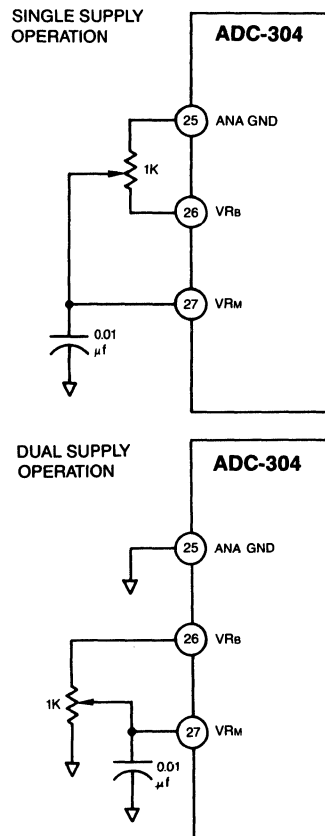 SINGLE SUPPLY
OPERATION
ADC-304
25 ANA GND
1K
26 VRB
27 VRM
0.01
μf
DUAL SUPPLY
OPERATION
ADC-304
25 ANA GND
26 VRB
1K
27 VRM
0.01
μf